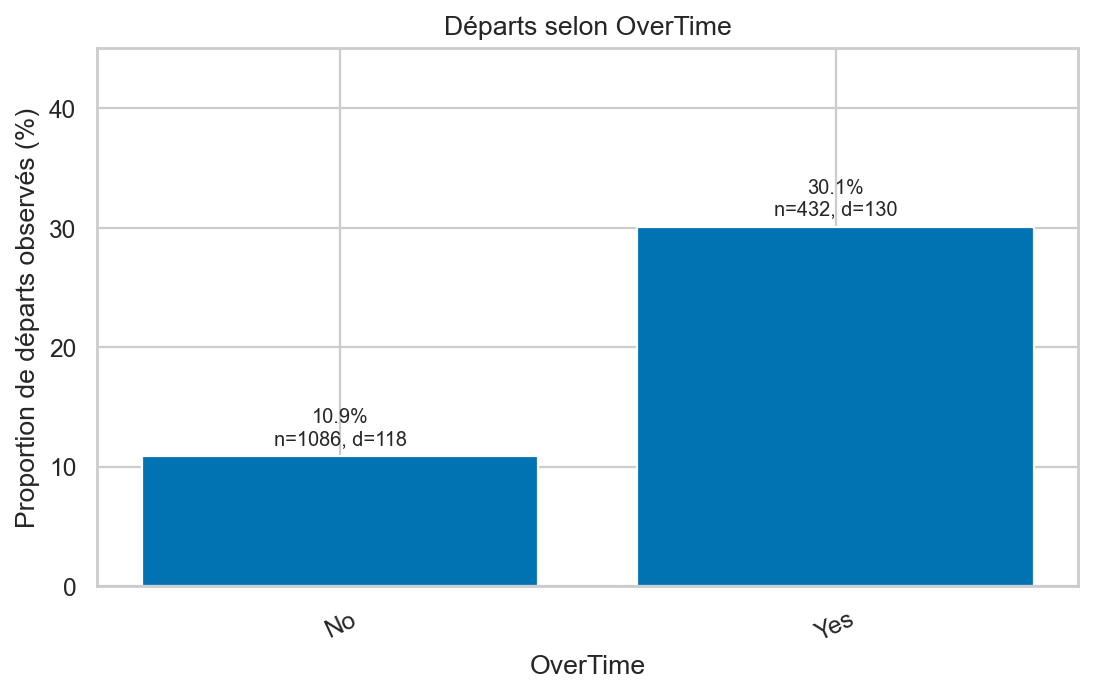 Départs selon OverTime
Proportion de départs observés (%)
40
30
20
10
0
30.1%
n=432, d=130
10.9%
n=1086, d=118
No
Yes
OverTime